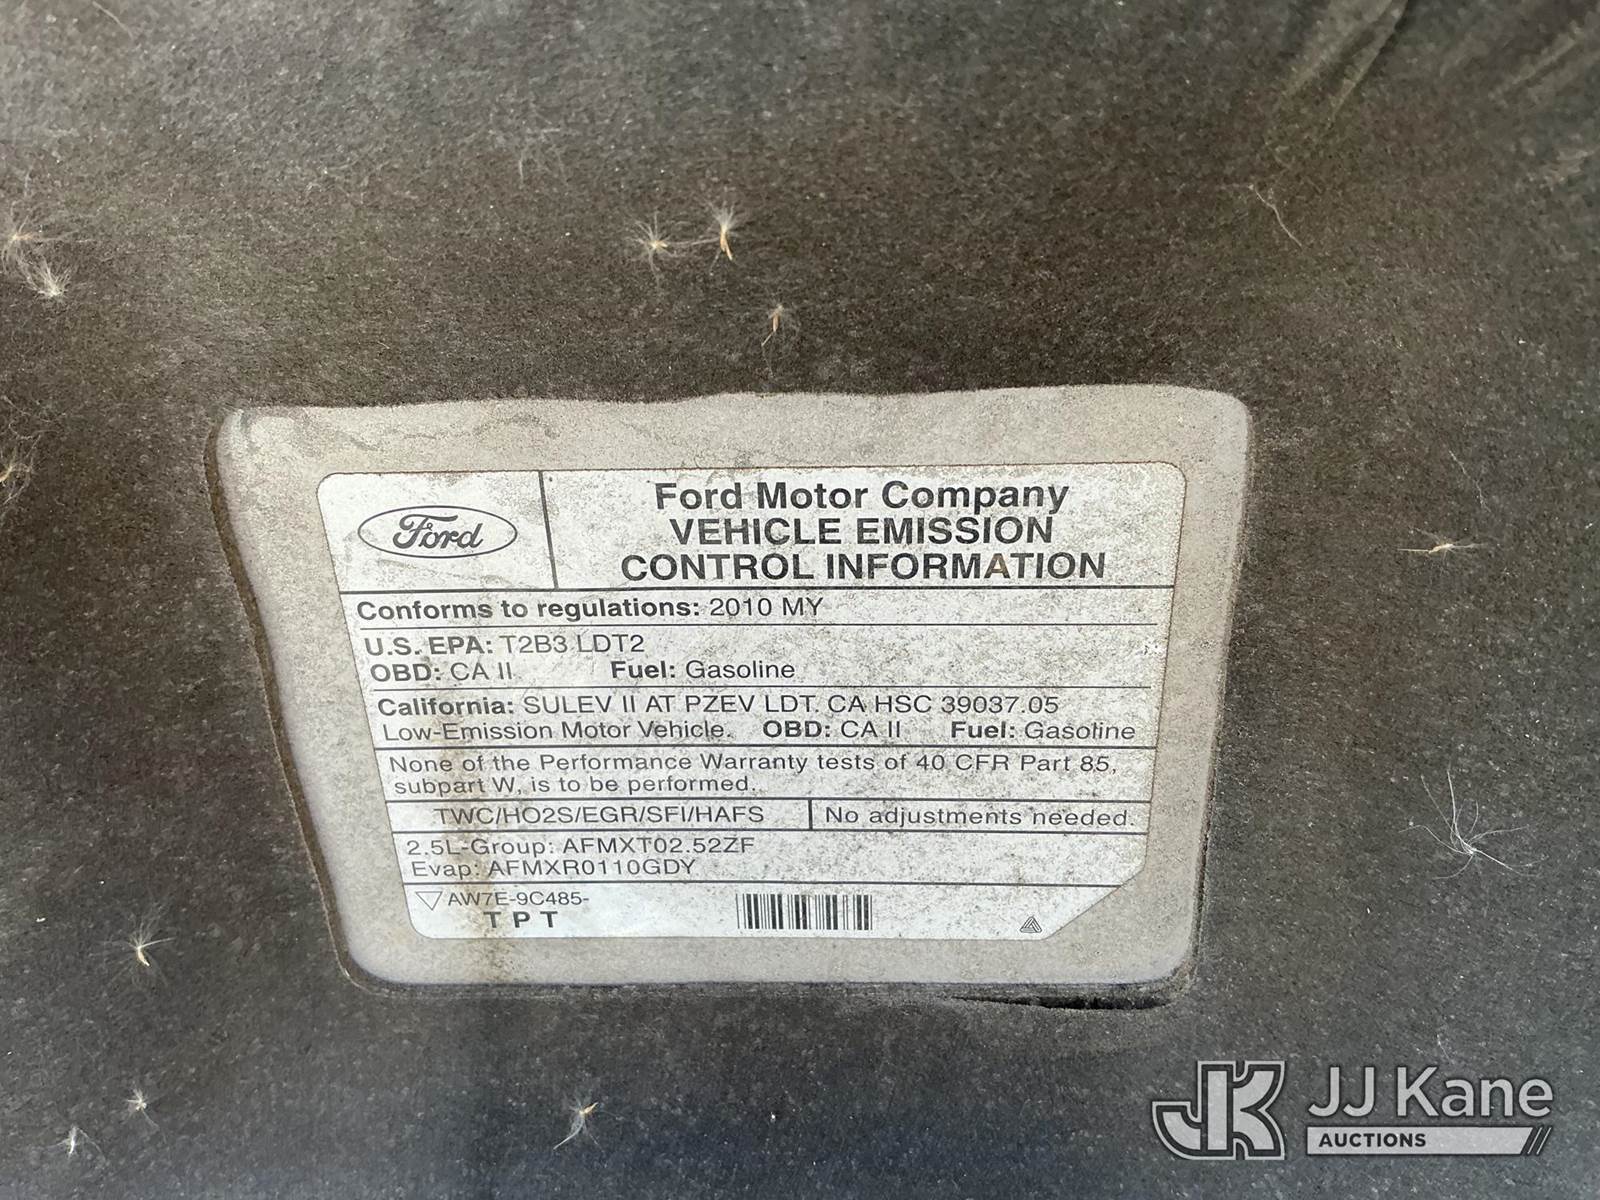 Ford
Ford Motor Company
VEHICLE EMISSION
CONTROL INFORMATION
Conforms to regulations: 2010 MY
U.S. EPA: T2B3 LDT2
OBD: CA II Fuel: Gasoline
California: SULEV II AT PZEV LDT. CA HSC 39037.05
Low-Emission Motor Vehicle. OBD: CA II Fuel: Gasoline
None of the Performance Warranty tests of 40 CFR Part 85,
subpart W, is to be performed.
TWC/HO2S/EGR/SFI/HAFS No adjustments needed.
2.5L-Group: AFMXT02.52ZF
Evap: AFMXR0110GDY
AW7E-9C485-
TPT
JK JJ Kane
AUCTIONS